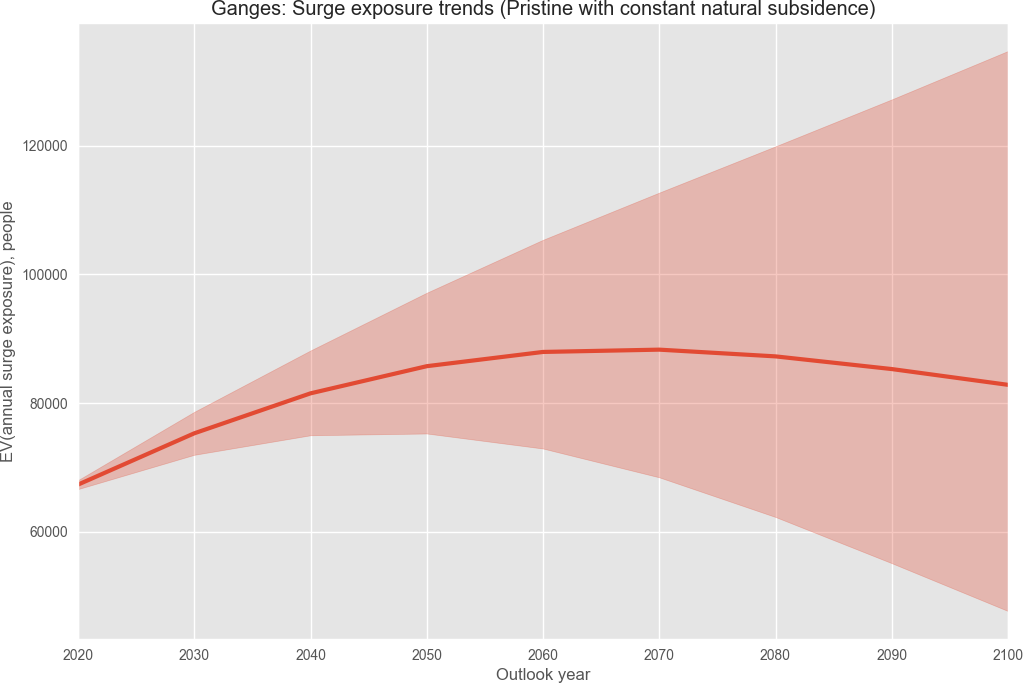 Ganges: Surge exposure trends (Pristine with constant natural subsidence)
EV(annual surge exposure), people
120000
100000
80000
60000
2020 2030 2040 2050 2060 2070 2080 2090 2100
Outlook year